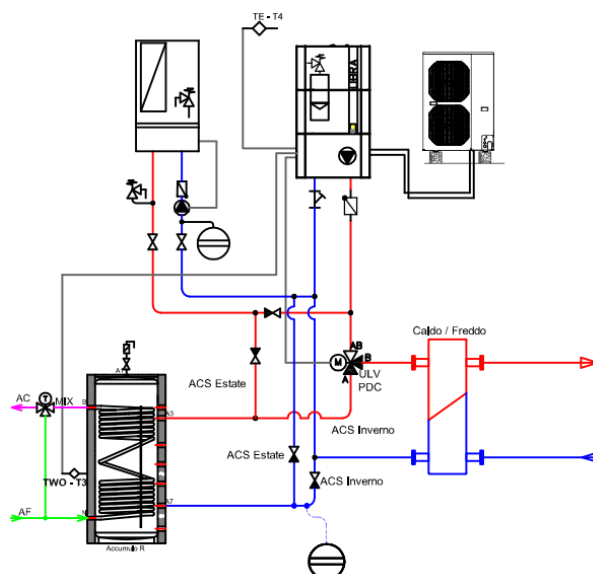 TE - T4
LIHRA
Caldo / Freddo
M
AB
B
A
ULV
PDC
ACS Estate
T
AC
MIX
A3
ACS Inverno
ACS Estate
TWO - T3
ACS Inverno
AF
A7
Accumulo R